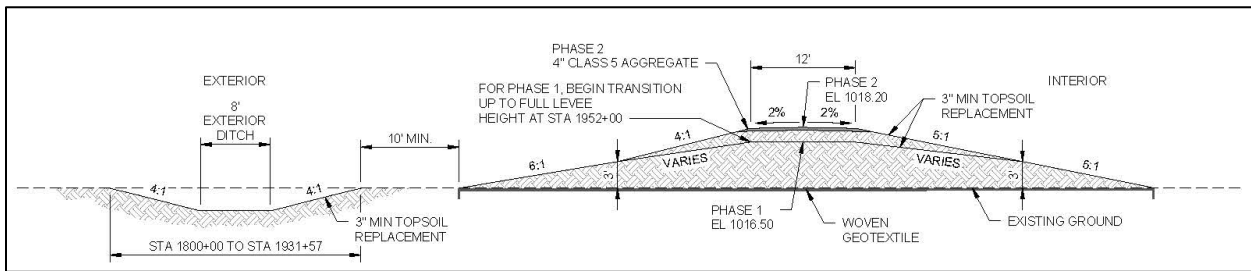 EXTERIOR
8'
EXTERIOR
DITCH
10' MIN.
4:1
4:1
3" MIN TOPSOIL
REPLACEMENT
STA 1800+00 TO STA 1931+57
PHASE 2
4" CLASS 5 AGGREGATE
FOR PHASE 1, BEGIN TRANSITION
UP TO FULL LEVEE
HEIGHT AT STA 1952+00
12'
PHASE 2
EL 1018.20
2%
2%
INTERIOR
3" MIN TOPSOIL
REPLACEMENT
6:1
4:1
VARIES
3'
5:1
VARIES
3'
5:1
PHASE 1
EL 1016.50
WOVEN
GEOTEXTILE
EXISTING GROUND